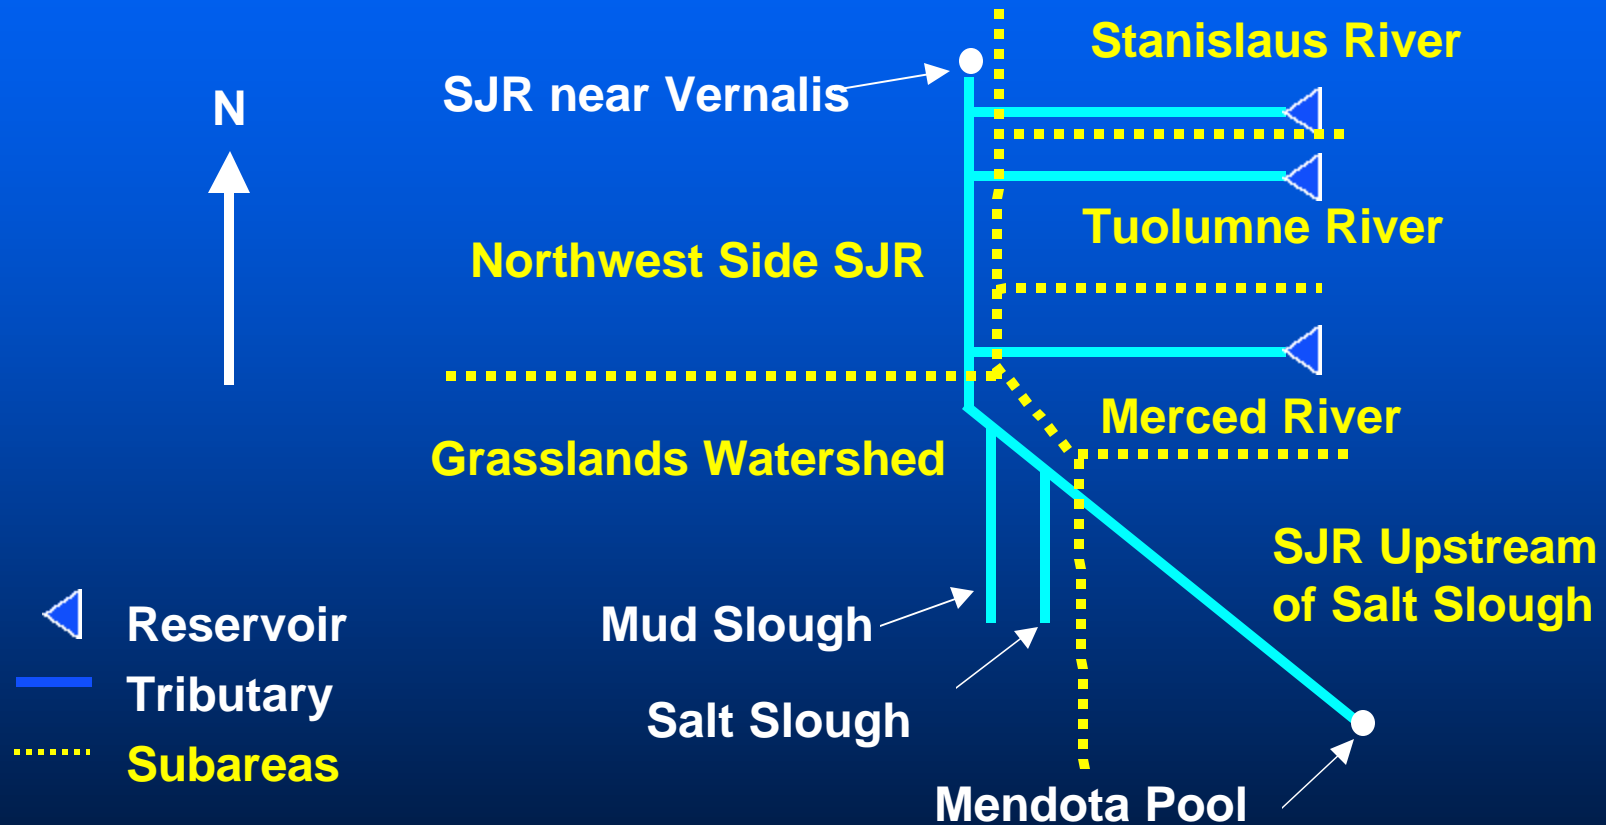 Stanislaus River
SJR near Vernalis
N
Tuolumne River
Northwest Side SJR
Merced River
Grasslands Watershed
SJR Upstream
of Salt Slough
Mud Slough
Salt Slough
Mendota Pool
Reservoir
Tributary
Subareas